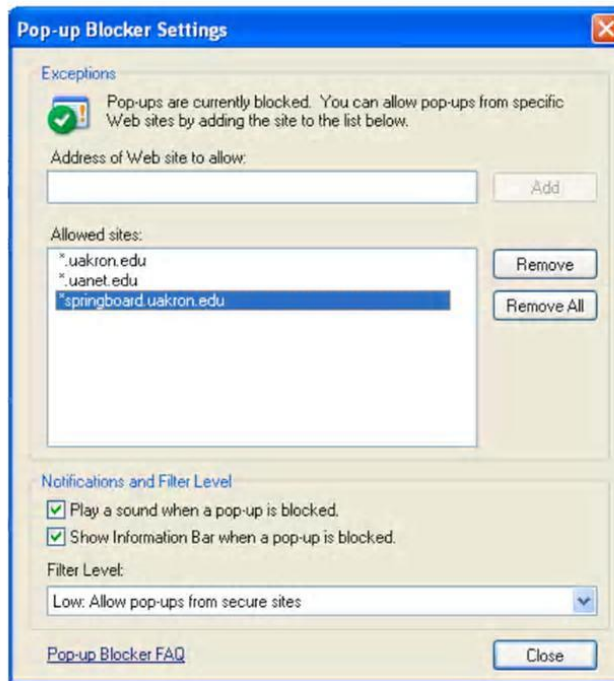 Pop-up Blocker Settings
Exceptions
Pop-ups are currently blocked. You can allow pop-ups from specific
Web sites by adding the site to the list below.
Address of Web site to allow:
Add
Allowed sites:
*.uakron.edu
*.uanet.edu
*springboard.uakron.edu
Remove
Remove All
Notifications and Filter Level
Play a sound when a pop-up is blocked.
Show Information Bar when a pop-up is blocked.
Filter Level:
Low: Allow pop-ups from secure sites
Pop-up Blocker FAQ
Close